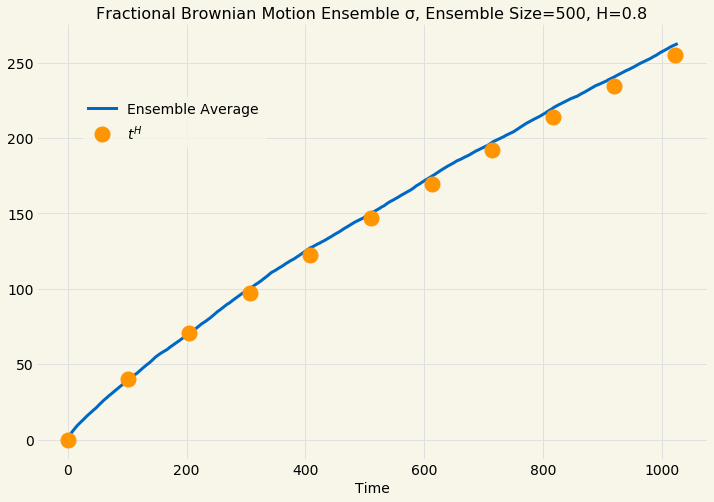 Fractional Brownian Motion Ensemble σ, Ensemble Size=500, H=0.8
250
200
150
100
50
0
Ensemble Average
t^H
0 200 400 600 800 1000
Time